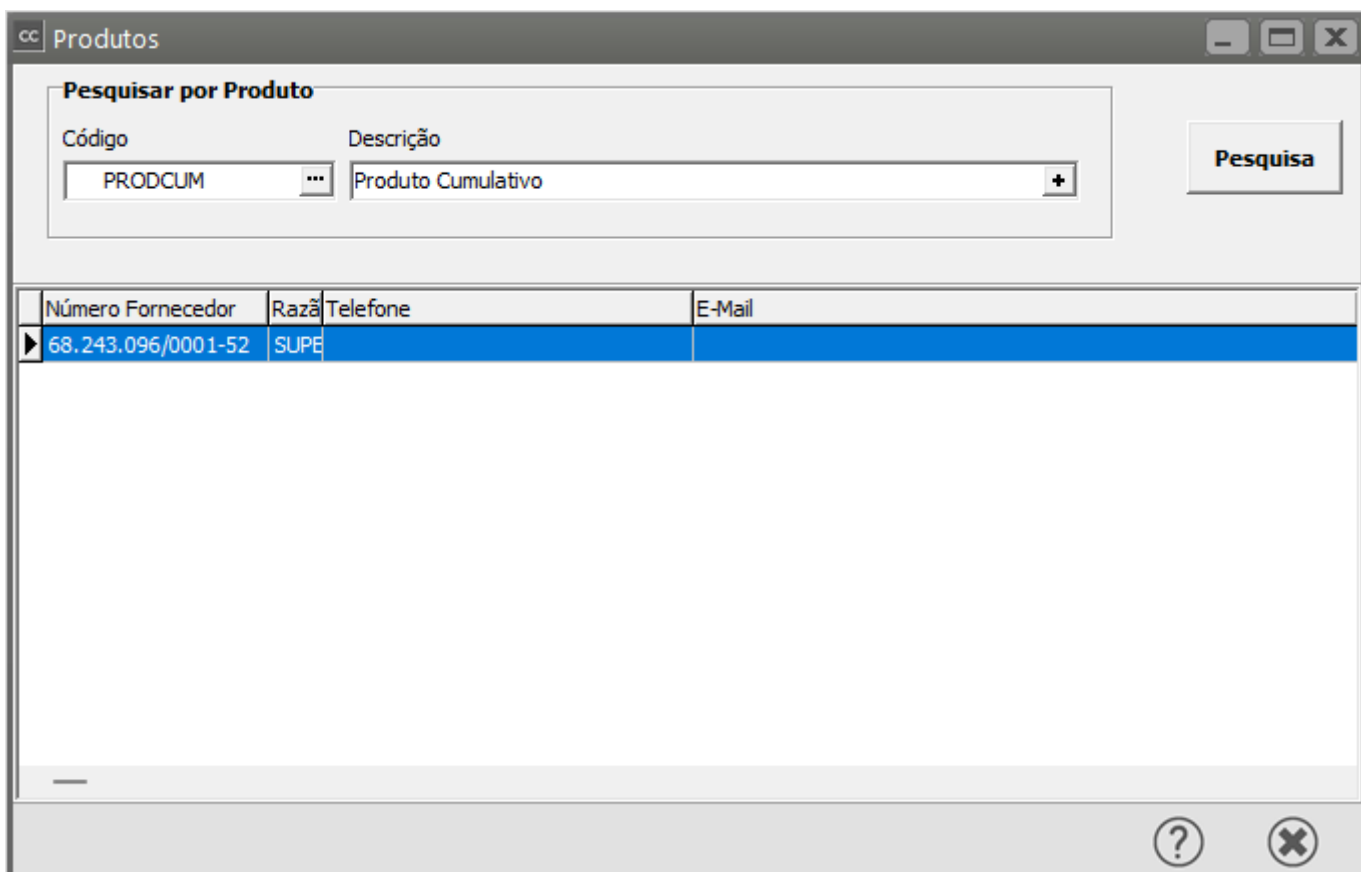 cc Produtos
Pesquisar por Produto
Código Descrição
PRODCUM ... Produto Cumulativo +
Pesquisa
Número Fornecedor Razã Telefone E-Mail
68.243.096/0001-52 SUPE
?